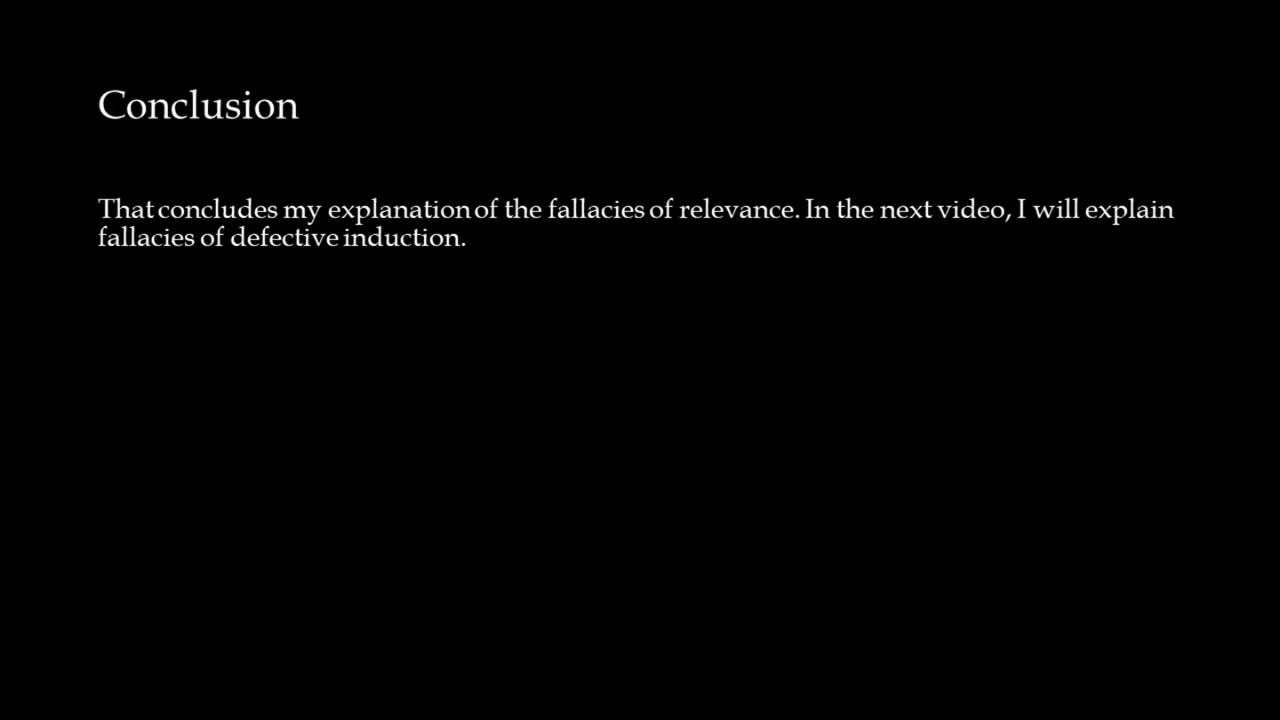 Conclusion
That concludes my explanation of the fallacies of relevance. In the next video, I will explain
fallacies of defective induction.